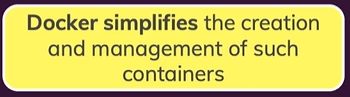 Docker simplifies the creation
and management of such
containers